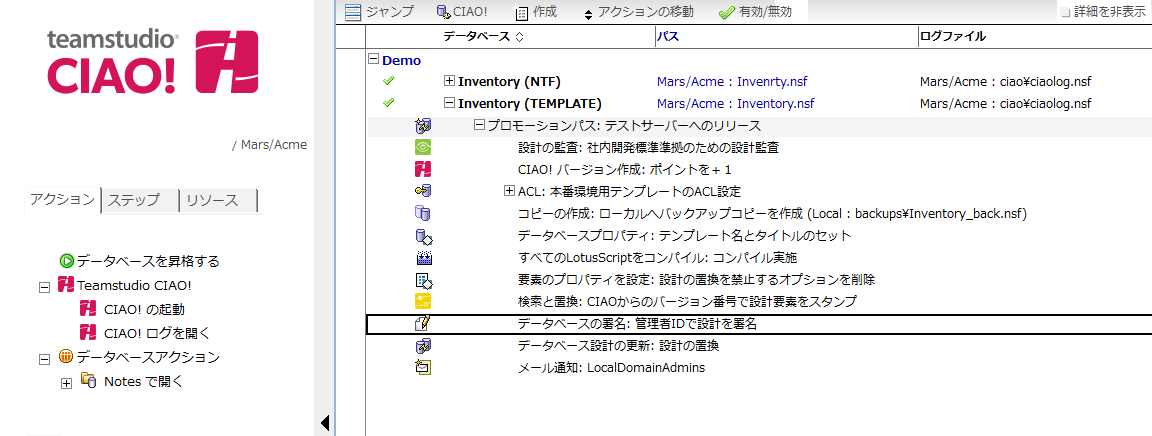 teamstudio®
CIAO!
/ Mars/Acme
アクション ステップ リソース
データベースを昇格する
Teamstudio CIAO!
CIAO! の起動
CIAO! ログを開く
データベースアクション
Notes で開く
ジャンプ CIAO! 作成 アクションの移動 有効/無効 詳細を非表示
データベース パス ログファイル
Demo
Inventory (NTF) Mars/Acme : Invenrty.nsf Mars/Acme : ciao¥ciaolog.nsf
Inventory (TEMPLATE) Mars/Acme : Inventory.nsf Mars/Acme : ciao¥ciaolog.nsf
プロモーションパス: テストサーバーへのリリース
設計の監査: 社内開発標準準拠のための設計監査
CIAO! バージョン作成: ポイントを+ 1
ACL: 本番環境用テンプレートのACL設定
コピーの作成: ローカルへバックアップコピーを作成 (Local : backups¥Inventory_back.nsf)
データベースプロパティ: テンプレート名とタイトルのセット
すべてのLotusScriptをコンパイル: コンパイル実施
要素のプロパティを設定: 設計の置換を禁止するオプションを削除
検索と置換: CIAOからのバージョン番号で設計要素をスタンプ
データベースの署名: 管理者IDで設計を署名
データベース設計の更新: 設計の置換
メール通知: LocalDomainAdmins